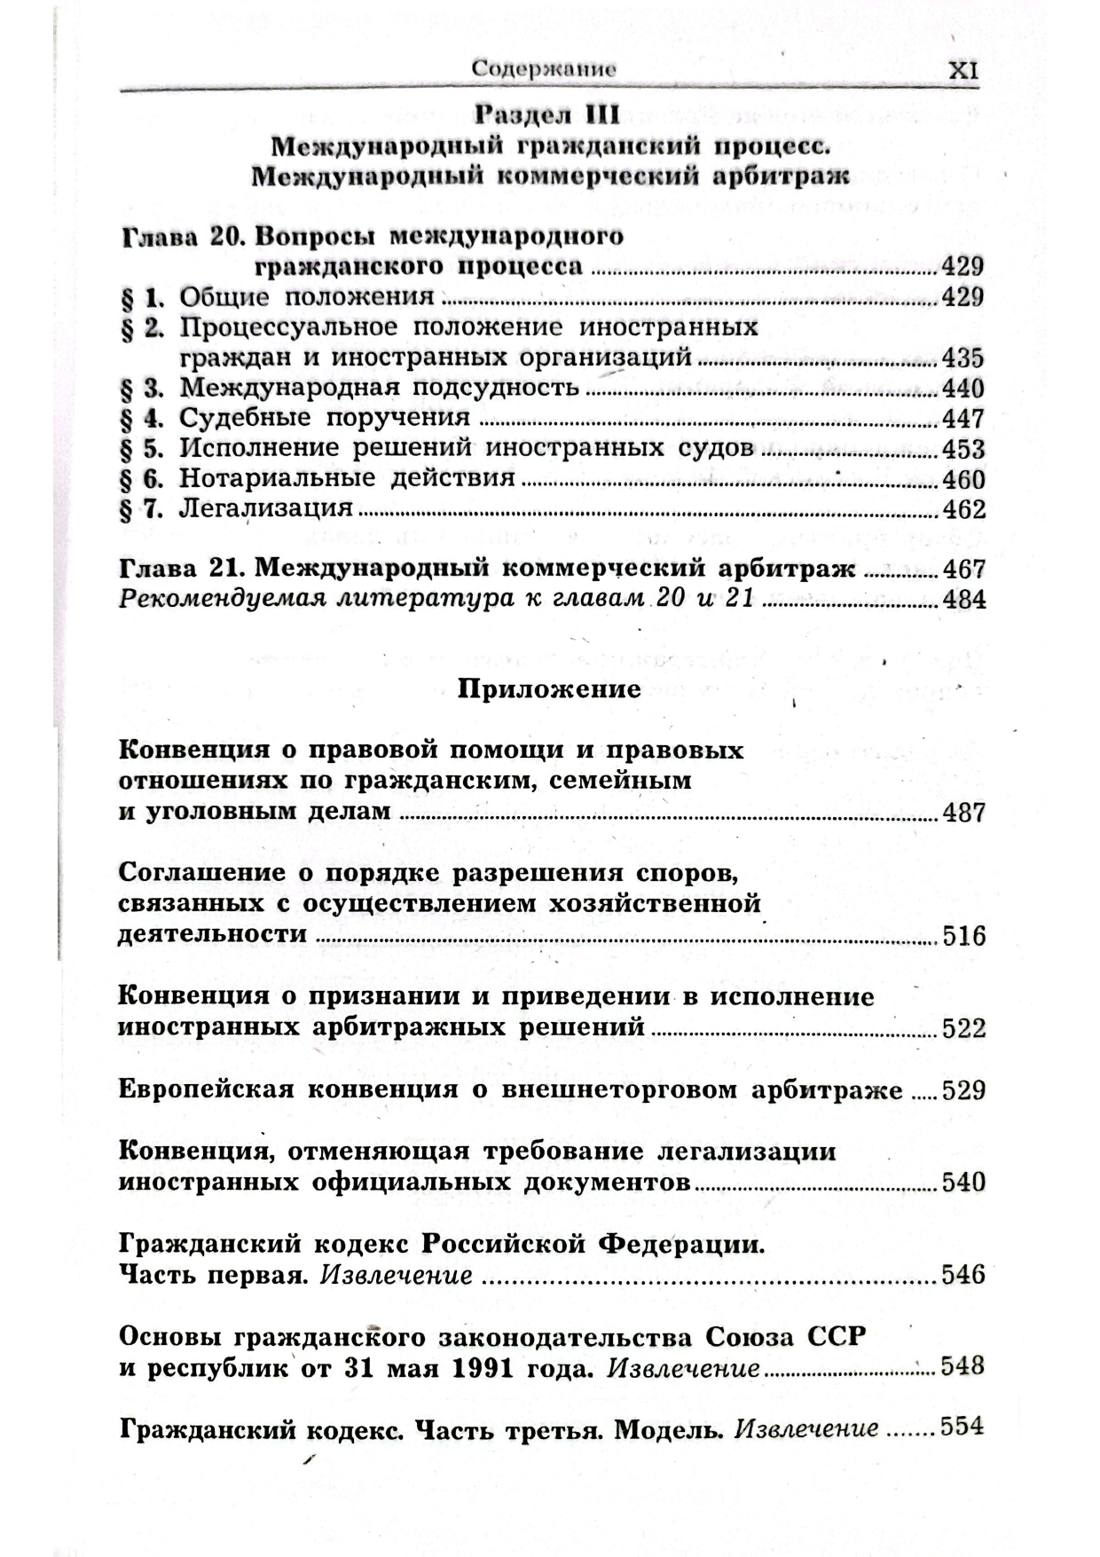 Содержание XI
Раздел III
Международный гражданский процесс.
Международный коммерческий арбитраж
Глава 20. Вопросы международного
гражданского процесса ..... 429
§ 1. Общие положения ..... 429
§ 2. Процессуальное положение иностранных
граждан и иностранных организаций ..... 435
§ 3. Международная подсудность ..... 440
§ 4. Судебные поручения ..... 447
§ 5. Исполнение решений иностранных судов ..... 453
§ 6. Нотариальные действия ..... 460
§ 7. Легализация ..... 462
Глава 21. Международный коммерческий арбитраж ..... 467
Рекомендуемая литература к главам 20 и 21 ..... 484
Приложение
Конвенция о правовой помощи и правовых
отношениях по гражданским, семейным
и уголовным делам ..... 487
Соглашение о порядке разрешения споров,
связанных с осуществлением хозяйственной
деятельности ..... 516
Конвенция о признании и приведении в исполнение
иностранных арбитражных решений ..... 522
Европейская конвенция о внешнеторговом арбитраже ..... 529
Конвенция, отменяющая требование легализации
иностранных официальных документов ..... 540
Гражданский кодекс Российской Федерации.
Часть первая. Извлечение ..... 546
Основы гражданского законодательства Союза ССР
и республик от 31 мая 1991 года. Извлечение ..... 548
Гражданский кодекс. Часть третья. Модель. Извлечение ..... 554